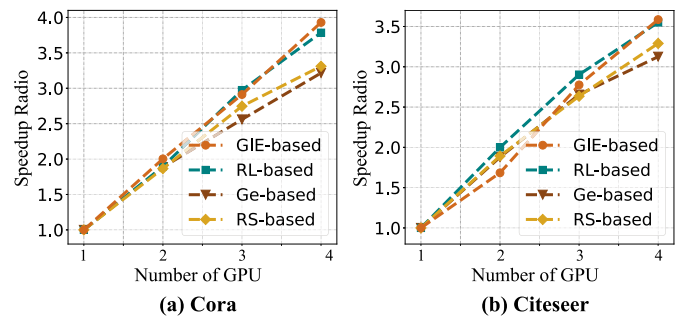 Speedup Radio
4.0
3.5
3.0
2.5
2.0
1.5
1.0
GIE-based
RL-based
Ge-based
RS-based
1 2 3 4
Number of GPU
(a) Cora
Speedup Radio
3.5
3.0
2.5
2.0
1.5
1.0
GIE-based
RL-based
Ge-based
RS-based
1 2 3 4
Number of GPU
(b) Citeseer